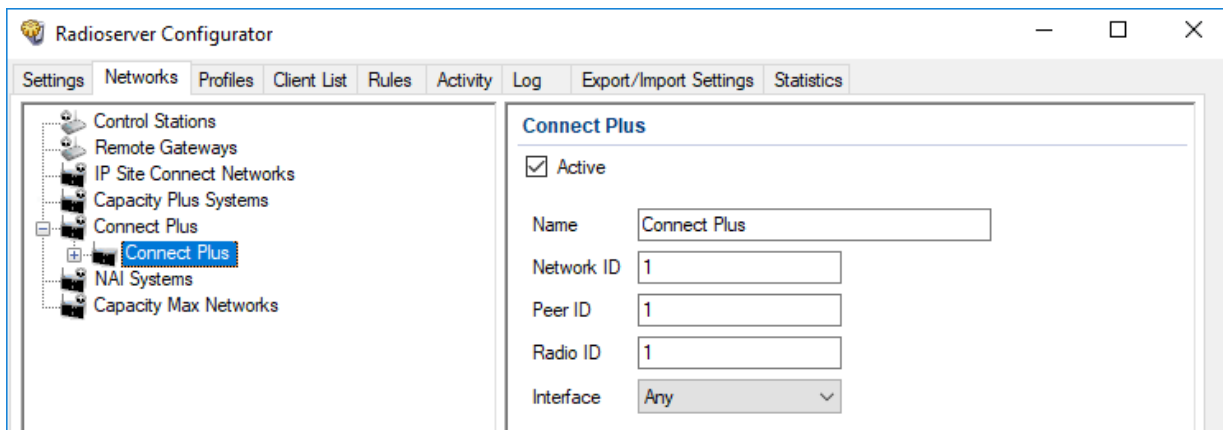 Radioserver Configurator
Settings Networks Profiles Client List Rules Activity Log Export/Import Settings Statistics
Control Stations
Remote Gateways
IP Site Connect Networks
Capacity Plus Systems
Connect Plus
Connect Plus
NAI Systems
Capacity Max Networks
Connect Plus
Active
Name Connect Plus
Network ID 1
Peer ID 1
Radio ID 1
Interface Any